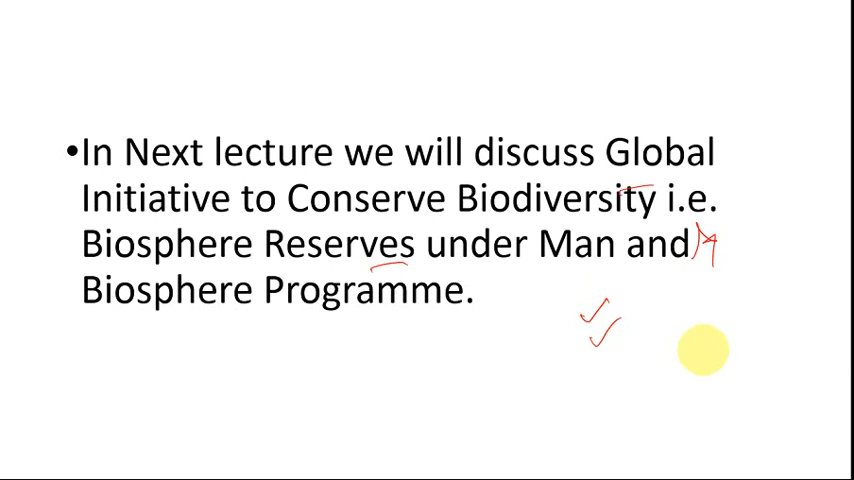 •In Next lecture we will discuss Global
Initiative to Conserve Biodiversity i.e.
Biosphere Reserves under Man and
Biosphere Programme.